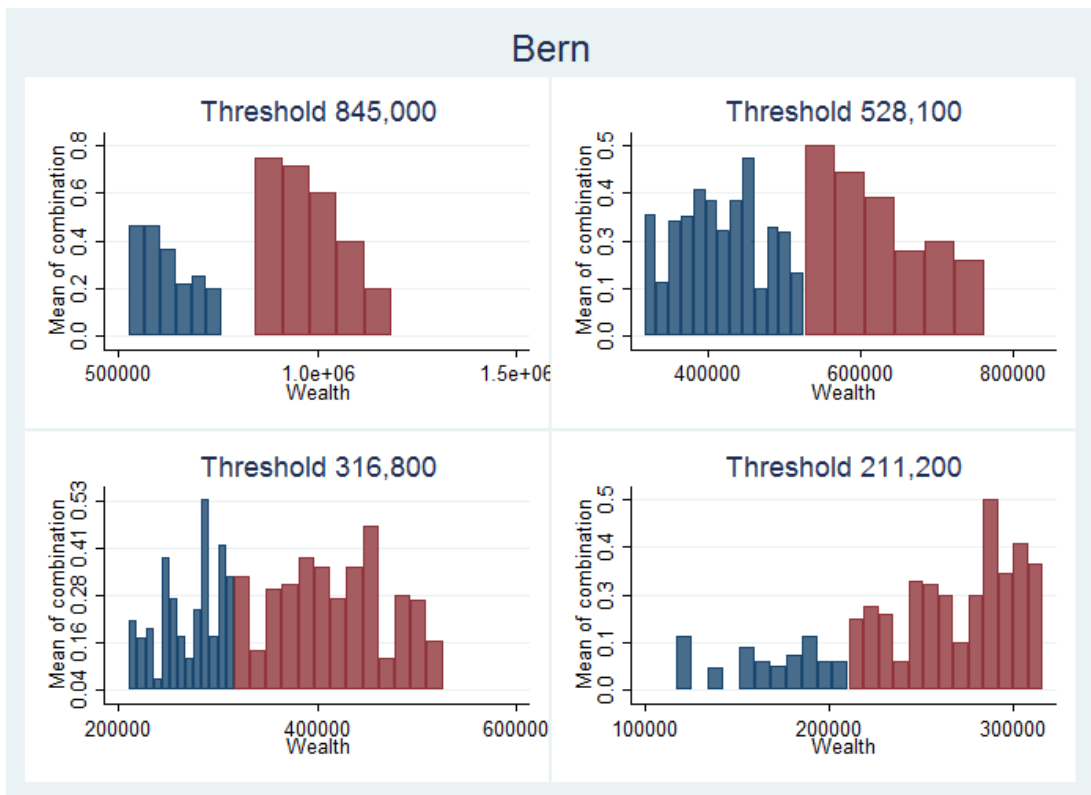 Bern
Threshold 845,000
Mean of combination
0.0 0.2 0.4 0.6 0.8
500000 1.0e+06 1.5e+06
Wealth
Threshold 528,100
Mean of combination
0.0 0.1 0.3 0.4 0.5
400000 600000 800000
Wealth
Threshold 316,800
Mean of combination
0.04 0.16 0.28 0.41 0.53
200000 400000 600000
Wealth
Threshold 211,200
Mean of combination
0.0 0.1 0.3 0.4 0.5
100000 200000 300000
Wealth